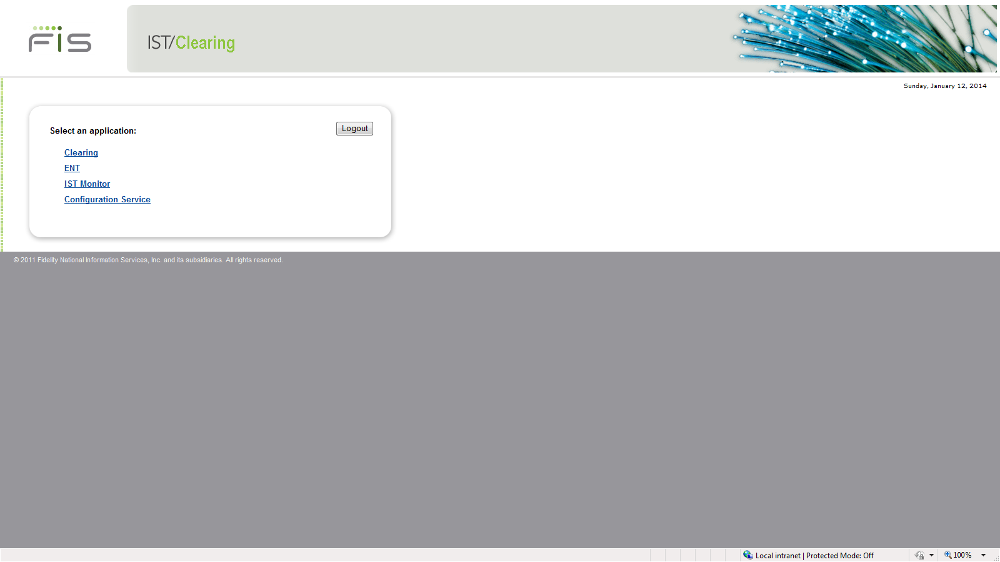 FIS
IST/Clearing
Sunday, January 12, 2014
Select an application:
Logout
Clearing
ENT
IST Monitor
Configuration Service
© 2011 Fidelity National Information Services, Inc. and its subsidiaries. All rights reserved.
Local intranet | Protected Mode: Off
100%